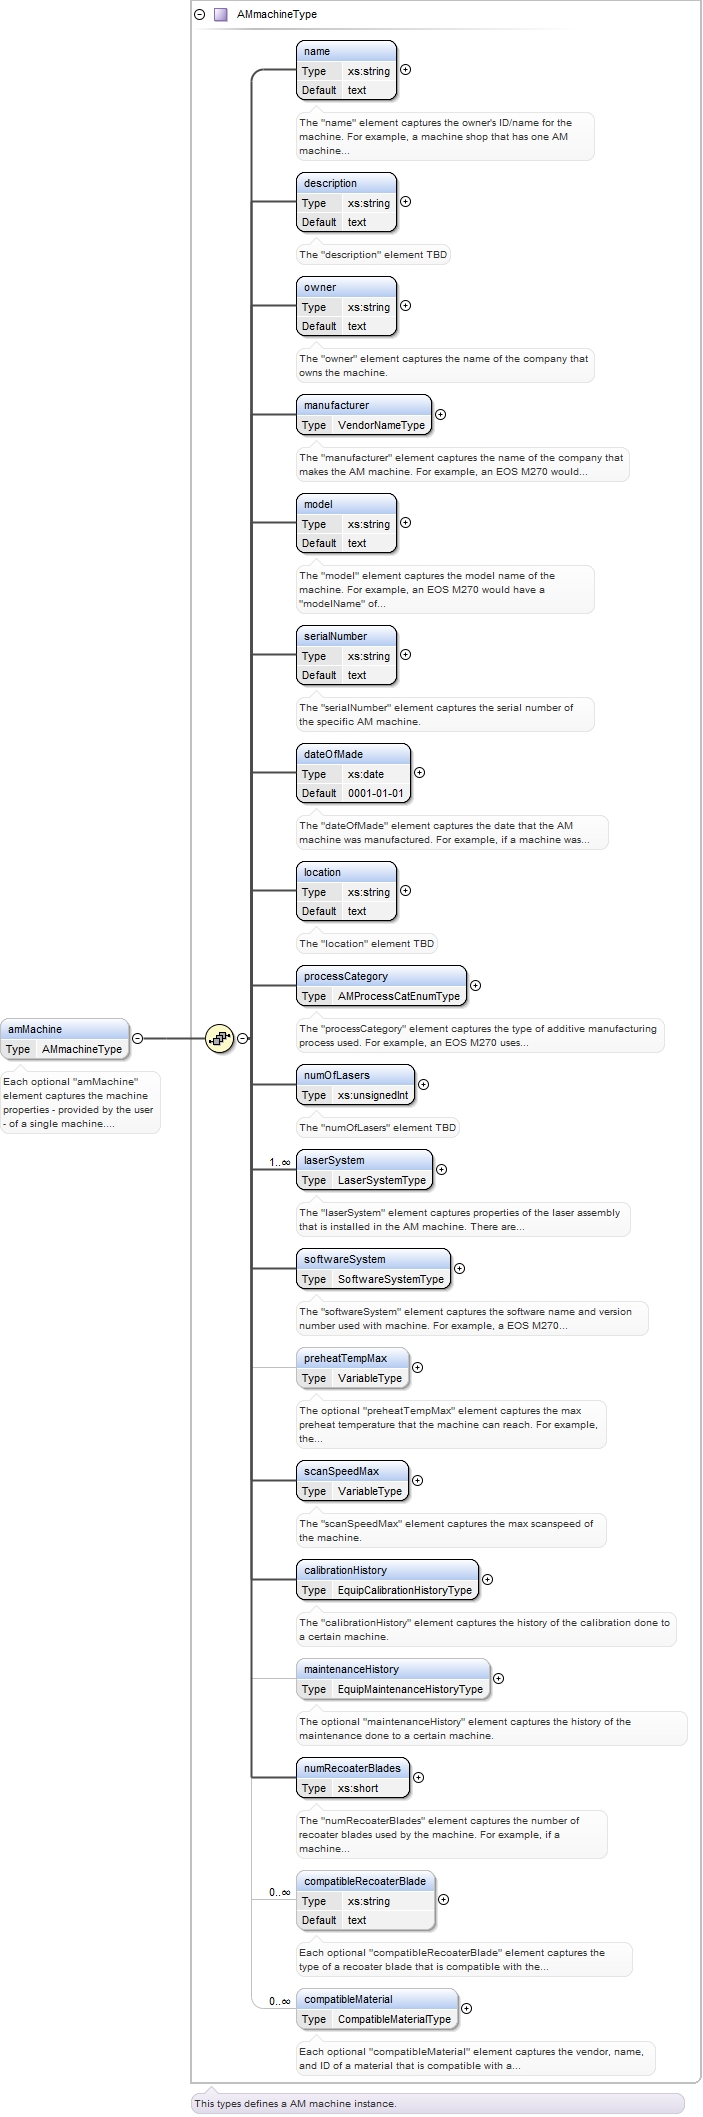 AMmachineType
name
Type xs:string
Default text
The "name" element captures the owner's ID/name for the
machine. For example, a machine shop that has one AM
machine...
description
Type xs:string
Default text
The "description" element TBD
owner
Type xs:string
Default text
The "owner" element captures the name of the company that
owns the machine.
manufacturer
Type VendorNameType
The "manufacturer" element captures the name of the company that
makes the AM machine. For example, an EOS M270 would...
model
Type xs:string
Default text
The "model" element captures the model name of the
machine. For example, an EOS M270 would have a
"modelName" of...
serialNumber
Type xs:string
Default text
The "serialNumber" element captures the serial number of
the specific AM machine.
dateOfMade
Type xs:date
Default 0001-01-01
The "dateOfMade" element captures the date that the AM
machine was manufactured. For example, if a machine was...
location
Type xs:string
Default text
The "location" element TBD
processCategory
Type AMProcessCatEnumType
The "processCategory" element captures the type of additive manufacturing
process used. For example, an EOS M270 uses...
amMachine
Type AMmachineType
Each optional "amMachine"
element captures the machine
properties - provided by the user
- of a single machine....
numOfLasers
Type xs:unsignedInt
The "numOfLasers" element TBD
1..∞
laserSystem
Type LaserSystemType
The "laserSystem" element captures properties of the laser assembly
that is installed in the AM machine. There are...
softwareSystem
Type SoftwareSystemType
The "softwareSystem" element captures the software name and version
number used with machine. For example, a EOS M270...
preheatTempMax
Type VariableType
The optional "preheatTempMax" element captures the max
preheat temperature that the machine can reach. For example,
the...
scanSpeedMax
Type VariableType
The "scanSpeedMax" element captures the max scanspeed of
the machine.
calibrationHistory
Type EquipCalibrationHistoryType
The "calibrationHistory" element captures the history of the calibration done to
a certain machine.
maintenanceHistory
Type EquipMaintenanceHistoryType
The optional "maintenanceHistory" element captures the history of the
maintenance done to a certain machine.
numRecoaterBlades
Type xs:short
The "numRecoaterBlades" element captures the number of
recoater blades used by the machine. For example, if a
machine...
0..∞
compatibleRecoaterBlade
Type xs:string
Default text
Each optional "compatibleRecoaterBlade" element captures the
type of a recoater blade that is compatible with the...
0..∞
compatibleMaterial
Type CompatibleMaterialType
Each optional "compatibleMaterial" element captures the vendor, name,
and ID of a material that is compatible with a...
This types defines a AM machine instance.